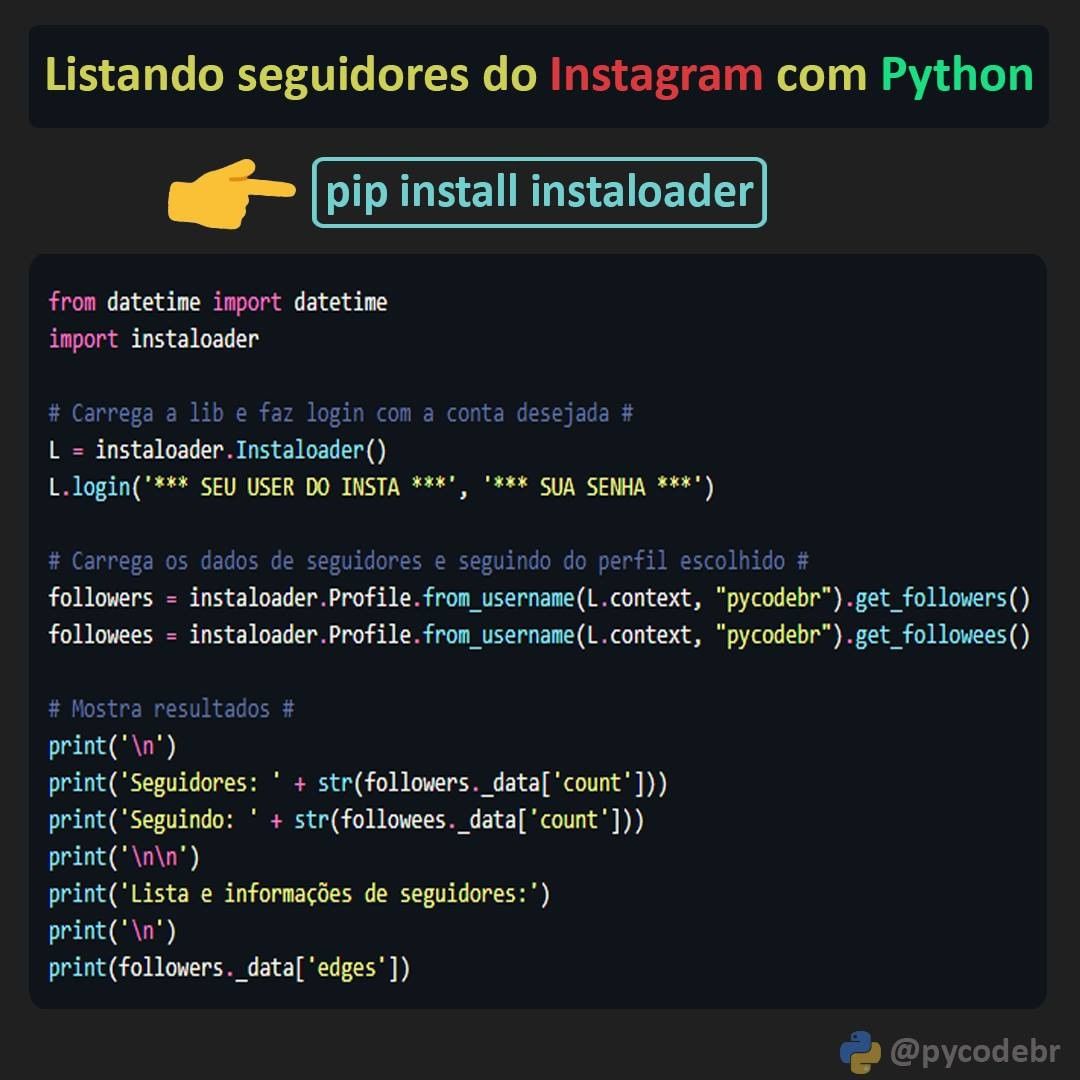 Listando seguidores do Instagram com Python
pip install instaloader
from datetime import datetime
import instaloader
# Carrega a lib e faz login com a conta desejada #
L = instaloader.Instaloader()
L.login('*** SEU USER DO INSTA ***', '*** SUA SENHA ***')
# Carrega os dados de seguidores e seguindo do perfil escolhido #
followers = instaloader.Profile.from_username(L.context, "pycodebr").get_followers()
followees = instaloader.Profile.from_username(L.context, "pycodebr").get_followees()
# Mostra resultados #
print('\n')
print('Seguidores: ' + str(followers._data['count']))
print('Seguindo: ' + str(followees._data['count']))
print('\n\n')
print('Lista e informações de seguidores:')
print('\n')
print(followers._data['edges'])
@pycodebr